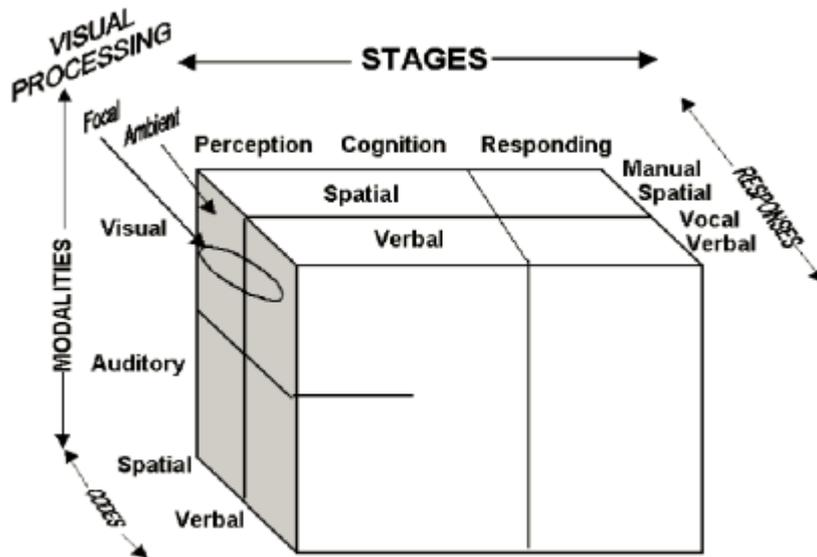 VISUAL
PROCESSING
STAGES
Focal
Ambient
Perception Cognition Responding
Manual
Spatial
Spatial
Vocal
Verbal
RESPONSES
Visual
Verbal
MODALITIES
Auditory
Spatial
Verbal
CODES